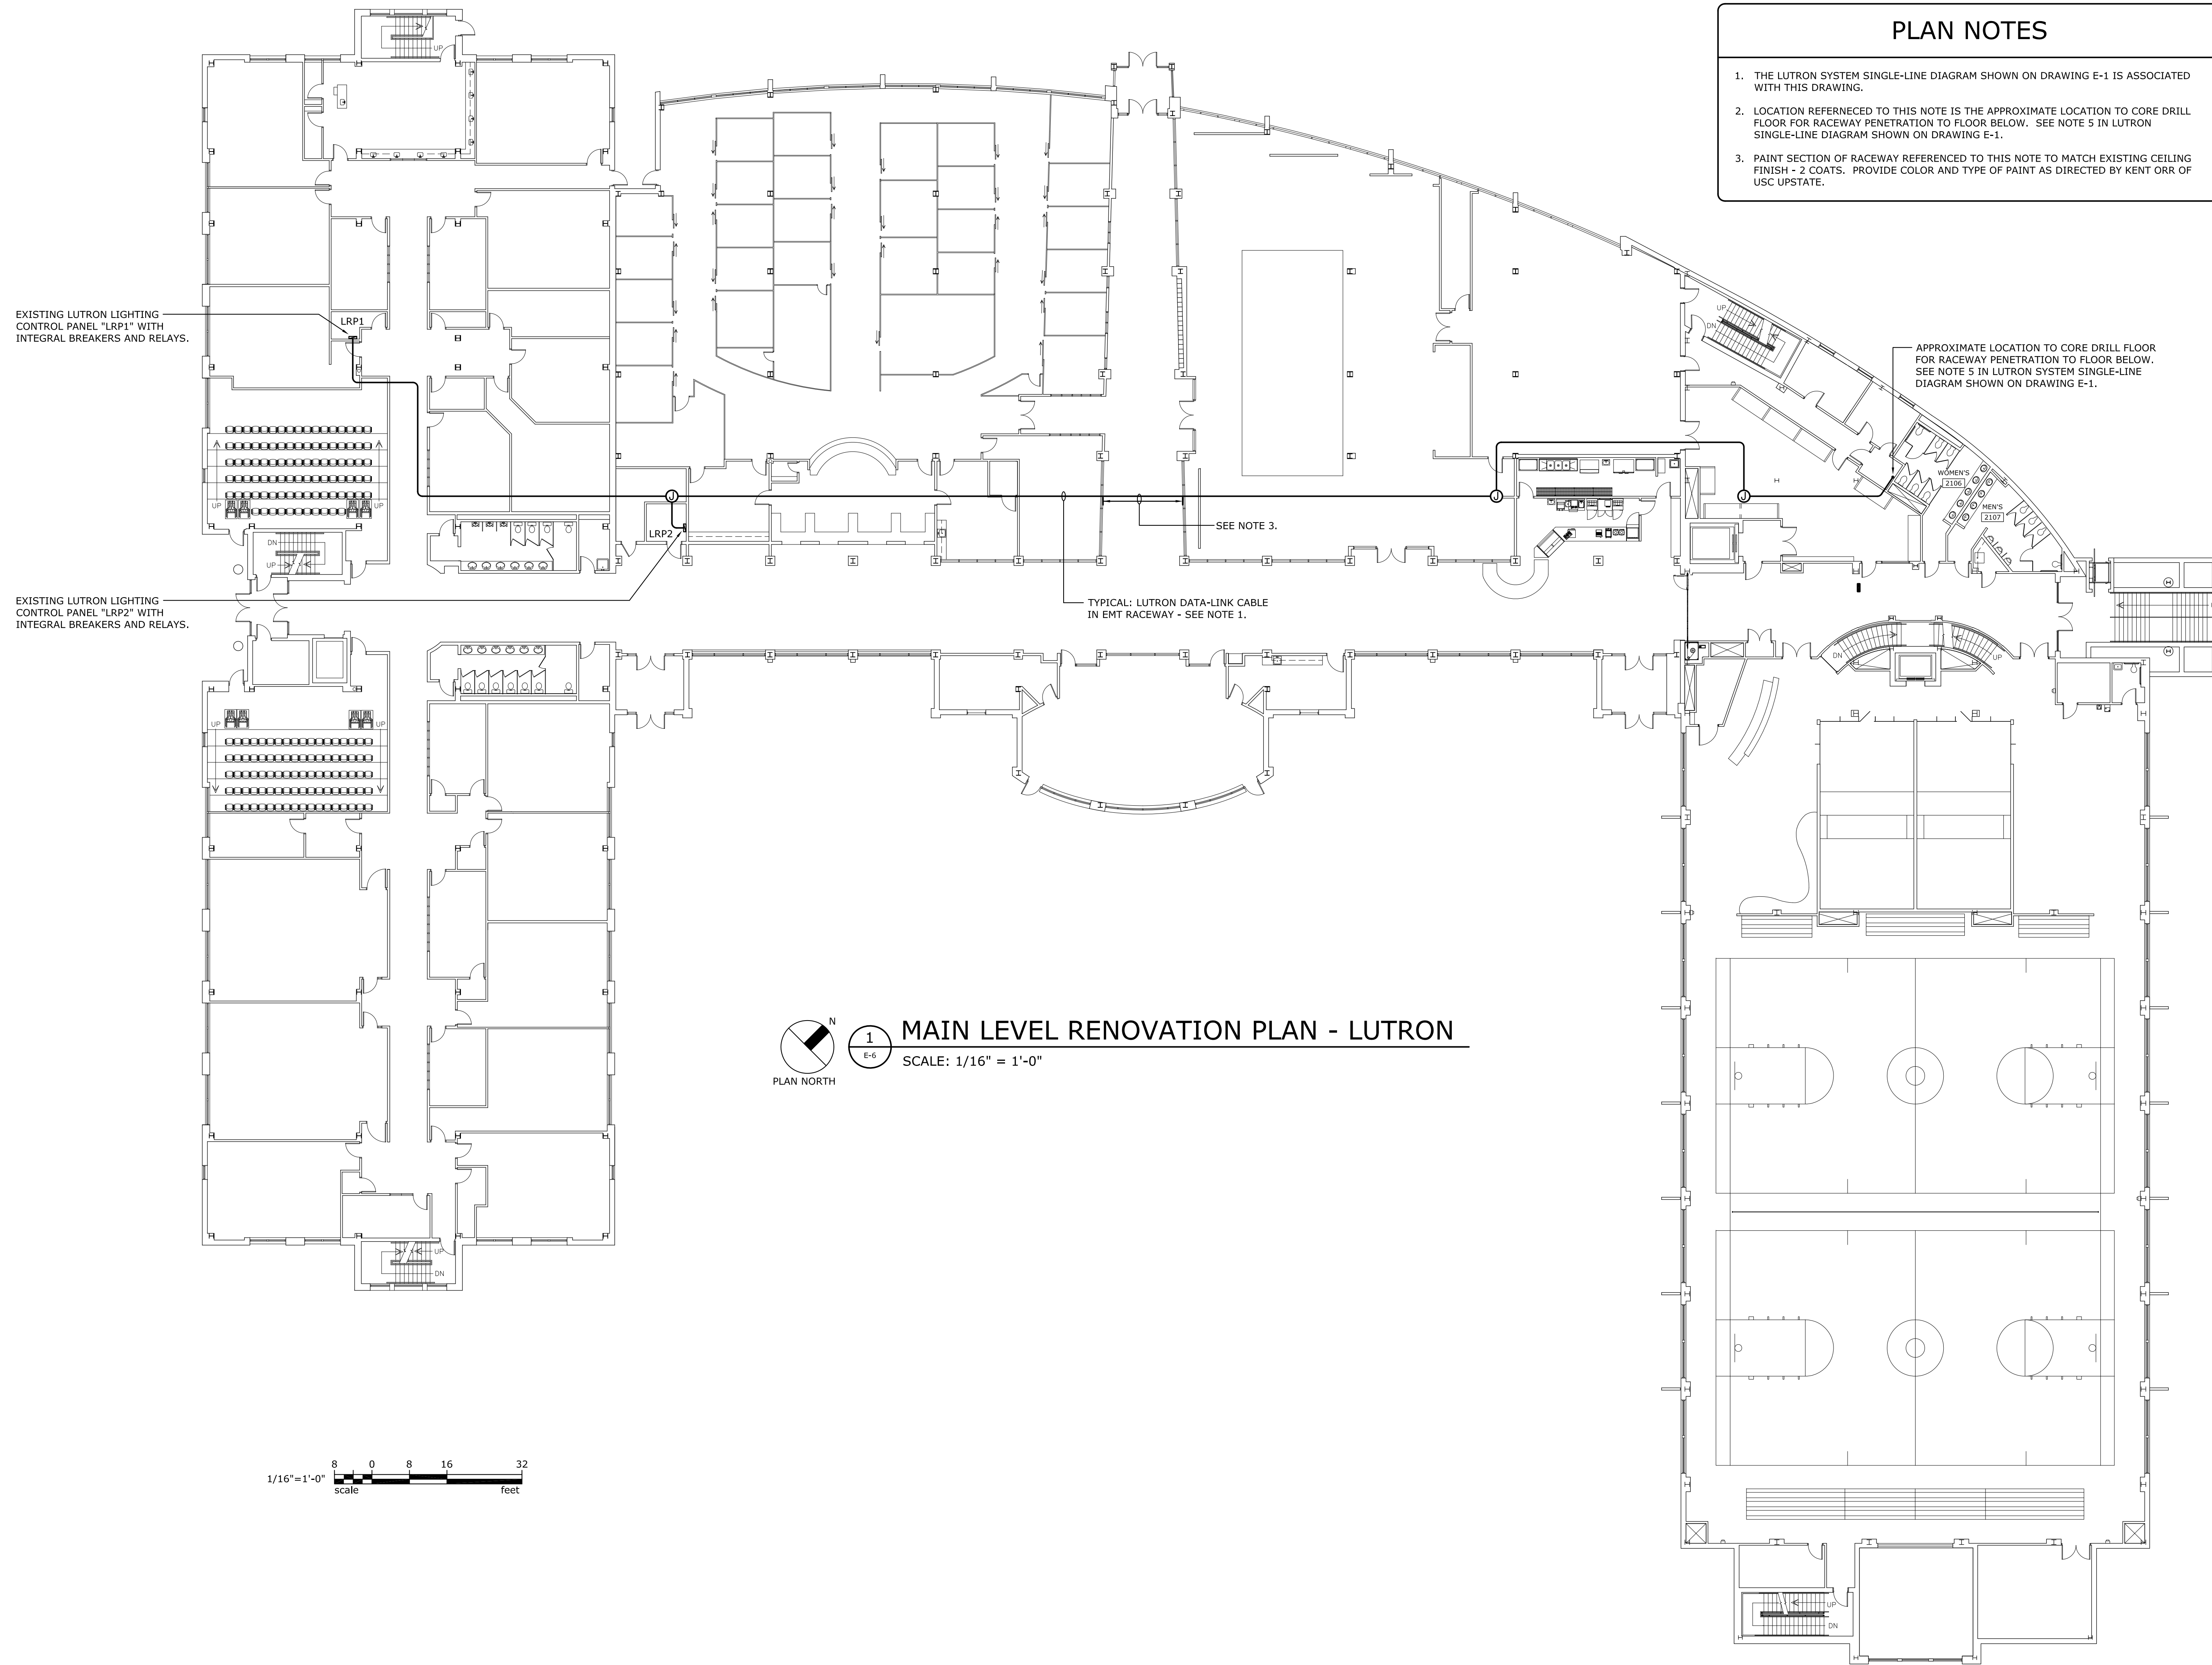 PLAN NOTES
1. THE LUTRON SYSTEM SINGLE-LINE DIAGRAM SHOWN ON DRAWING E-1 IS ASSOCIATED
WITH THIS DRAWING.
2. LOCATION REFERNECED TO THIS NOTE IS THE APPROXIMATE LOCATION TO CORE DRILL
FLOOR FOR RACEWAY PENETRATION TO FLOOR BELOW. SEE NOTE 5 IN LUTRON
SINGLE-LINE DIAGRAM SHOWN ON DRAWING E-1.
3. PAINT SECTION OF RACEWAY REFERENCED TO THIS NOTE TO MATCH EXISTING CEILING
FINISH - 2 COATS. PROVIDE COLOR AND TYPE OF PAINT AS DIRECTED BY KENT ORR OF
USC UPSTATE.
UP
UP
DN
EXISTING LUTRON LIGHTING
CONTROL PANEL "LRP1" WITH
INTEGRAL BREAKERS AND RELAYS.
LRP1
APPROXIMATE LOCATION TO CORE DRILL FLOOR
FOR RACEWAY PENETRATION TO FLOOR BELOW.
SEE NOTE 5 IN LUTRON SYSTEM SINGLE-LINE
DIAGRAM SHOWN ON DRAWING E-1.
WOMEN'S
2106
MEN'S
2107
J
J
J
UP
UP
SEE NOTE 3.
LRP2
DN
UP
EXISTING LUTRON LIGHTING
CONTROL PANEL "LRP2" WITH
INTEGRAL BREAKERS AND RELAYS.
TYPICAL: LUTRON DATA-LINK CABLE
IN EMT RACEWAY - SEE NOTE 1.
DN
UP
UP
UP
N
PLAN NORTH
1
E-6
MAIN LEVEL RENOVATION PLAN - LUTRON
SCALE: 1/16" = 1'-0"
UP
DN
1/16"=1'-0"
8 0 8 16 32
scale feet
UP
DN